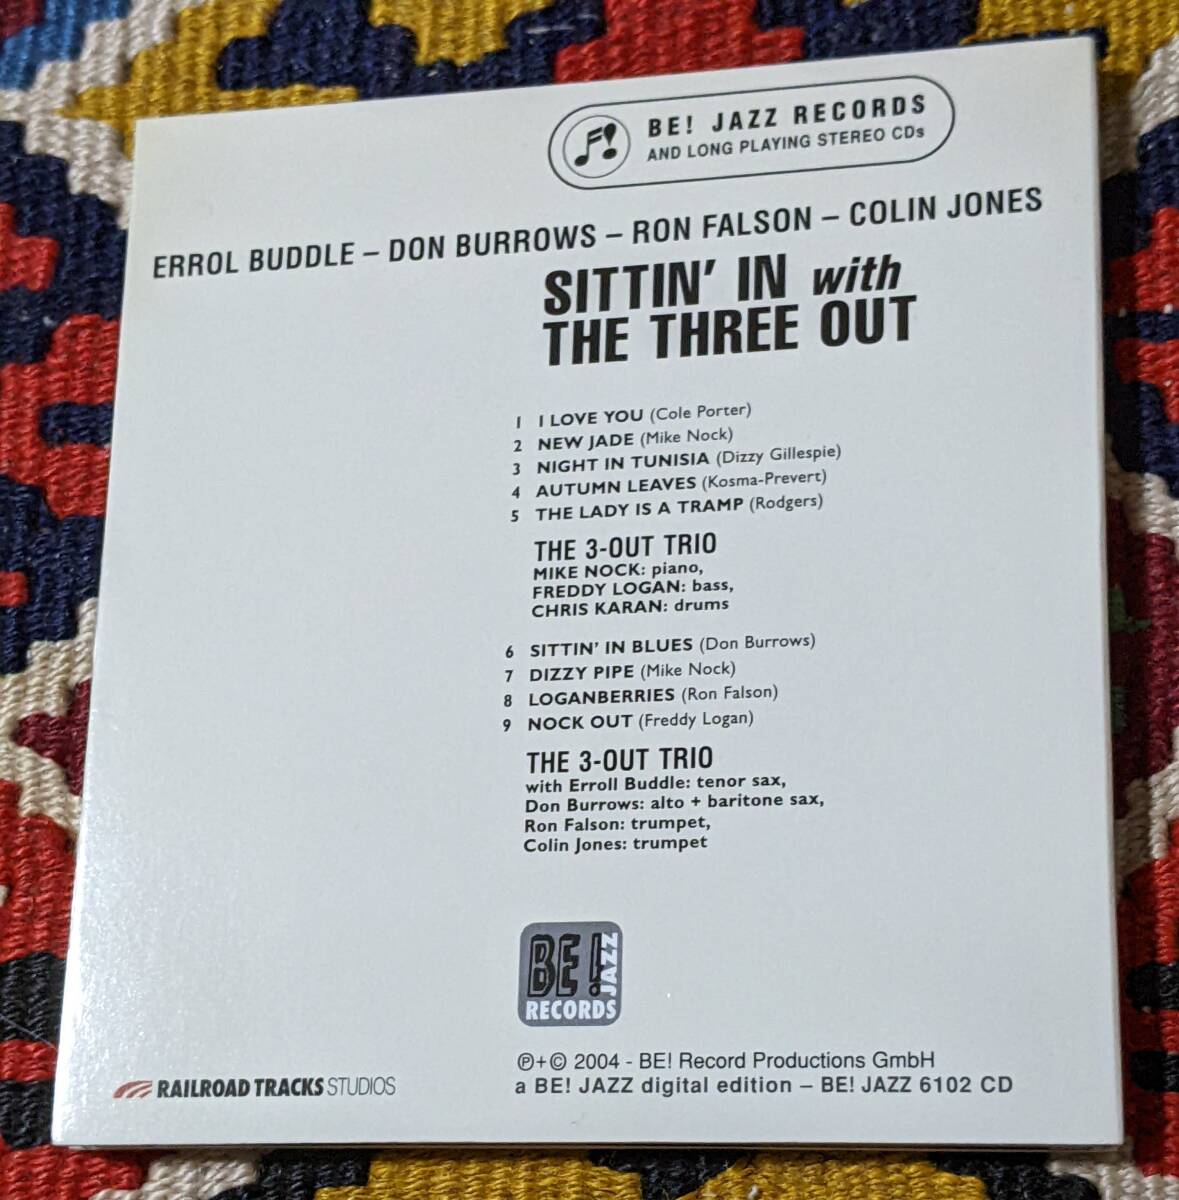 BE! JAZZ RECORDS
AND LONG PLAYING STEREO CDs
ERROL BUDDLE – DON BURROWS – RON FALSON – COLIN JONES
SITTIN' IN with
THE THREE OUT
1 I LOVE YOU (Cole Porter)
2 NEW JADE (Mike Nock)
3 NIGHT IN TUNISIA (Dizzy Gillespie)
4 AUTUMN LEAVES (Kosma-Prevert)
5 THE LADY IS A TRAMP (Rodgers)
THE 3-OUT TRIO
MIKE NOCK: piano,
FREDDY LOGAN: bass,
CHRIS KARAN: drums
6 SITTIN' IN BLUES (Don Burrows)
7 DIZZY PIPE (Mike Nock)
8 LOGANBERRIES (Ron Falson)
9 NOCK OUT (Freddy Logan)
THE 3-OUT TRIO
with Erroll Buddle: tenor sax,
Don Burrows: alto + baritone sax,
Ron Falson: trumpet,
Colin Jones: trumpet
BE! JAZZ
RECORDS
℗+© 2004 - BE! Record Productions GmbH
RAILROAD TRACKS STUDIOS
a BE! JAZZ digital edition – BE! JAZZ 6102 CD